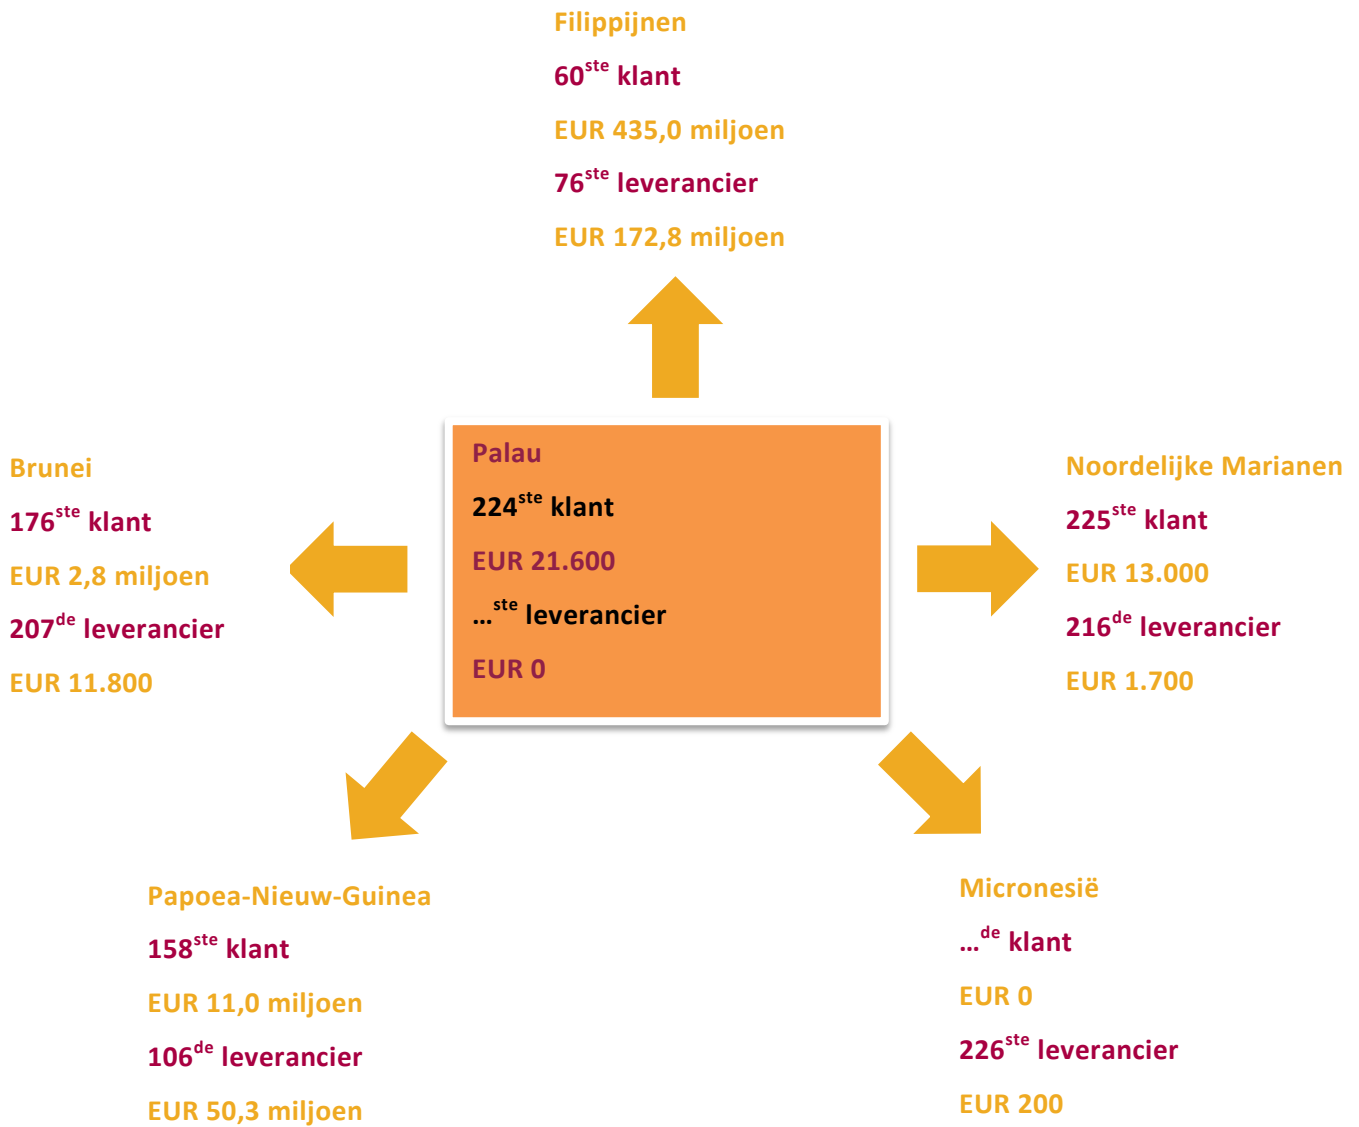 Filippijnen
60ste klant
EUR 435,0 miljoen
76ste leverancier
EUR 172,8 miljoen
Brunei
176ste klant
EUR 2,8 miljoen
207de leverancier
EUR 11.800
Palau
224ste klant
EUR 21.600
...ste leverancier
EUR 0
Noordelijke Marianen
225ste klant
EUR 13.000
216de leverancier
EUR 1.700
Papoea-Nieuw-Guinea
158ste klant
EUR 11,0 miljoen
106de leverancier
EUR 50,3 miljoen
Micronesië
...de klant
EUR 0
226ste leverancier
EUR 200